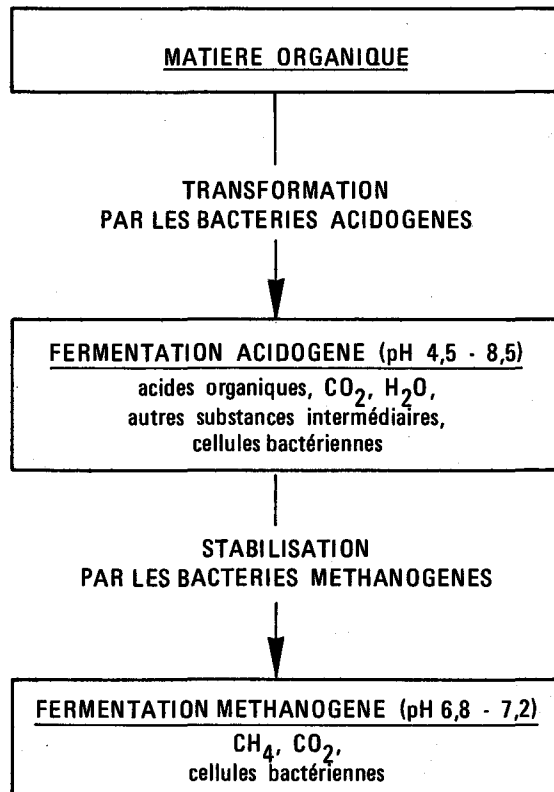 MATIERE ORGANIQUE
TRANSFORMATION
PAR LES BACTERIES ACIDOGENES
FERMENTATION ACIDOGENE (pH 4,5 - 8,5)
acides organiques, CO₂, H₂O,
autres substances intermédiaires,
cellules bactériennes
STABILISATION
PAR LES BACTERIES METHANOGENES
FERMENTATION METHANOGENE (pH 6,8 - 7,2)
CH₄, CO₂,
cellules bactériennes